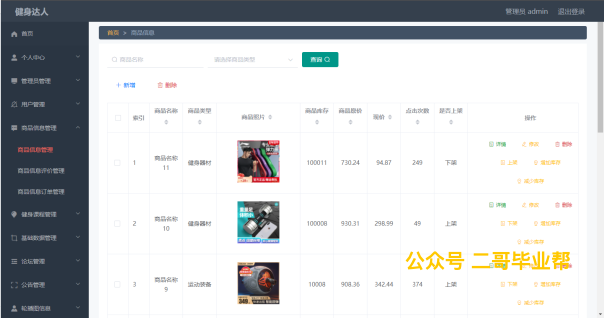 健身达人
管理员 admin 退出登录
首页
个人中心
管理员管理
用户管理
商品信息管理
商品信息管理
商品信息评价管理
商品信息订单管理
健身课程管理
基础数据管理
论坛管理
公告管理
轮播图信息
首页 > 商品信息
商品名称 请选择商品类型 查询
+ 新增 删除
索引 商品名称 商品类型 商品照片 商品库存 商品原价 现价 点击次数 是否上架 操作
1 商品名称11 健身器材 100011 730.24 94.87 249 下架
详情 修改 删除
上架 增加库存
减少库存
2 商品名称10 健身器材 100008 930.31 298.99 49 上架
详情 修改 删除
下架 增加库存
减少库存
3 商品名称9 运动装备 10008 908.36 342.44 374 上架
下架 增加库存
减少库存
公众号 二哥毕业帮